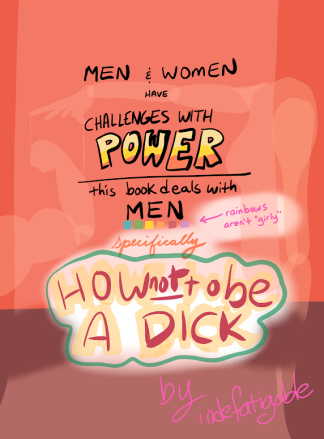 MEN & WOMEN
HAVE
CHALLENGES WITH
POWER
this book deals with
MEN
rainbows
aren't "girly"
specifically
HOW not to be
A DICK
by
indefatigable